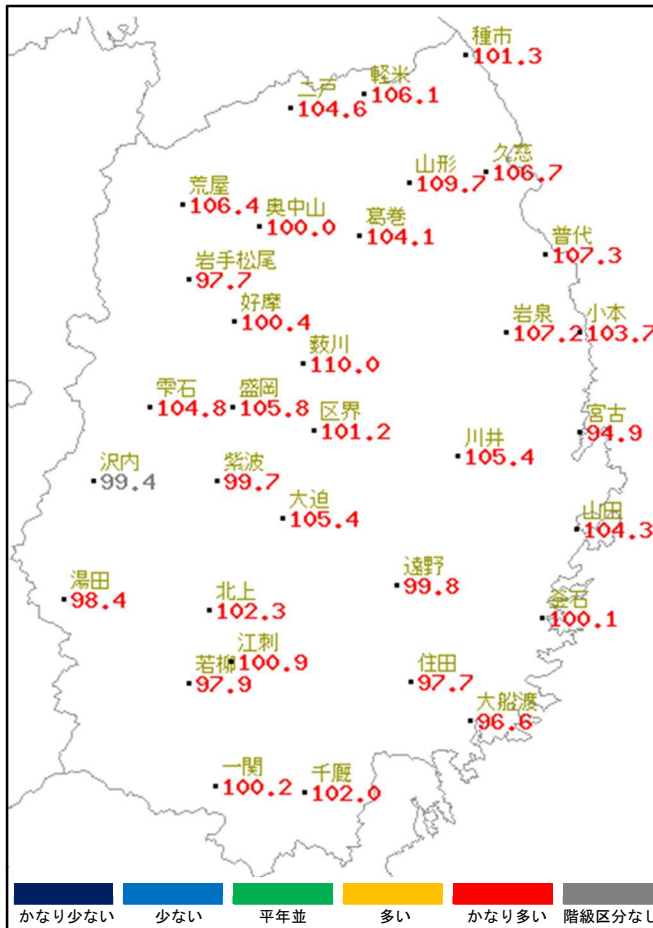 種市
101.3
軽米
106.1
二戸
104.6
久慈
106.7
山形
109.7
荒屋
106.4
奥中山
100.0
葛巻
104.1
普代
107.3
岩手松尾
97.7
好摩
100.4
岩泉
107.2
小本
103.7
薮川
110.0
雫石
104.8
盛岡
105.8
区界
101.2
宮古
94.9
川井
105.4
沢内
99.4
紫波
99.7
大迫
105.4
山田
104.3
遠野
99.8
湯田
98.4
北上
102.3
釜石
100.1
江刺
100.9
若柳
97.9
住田
97.7
大船渡
96.6
一関
100.2
千厩
102.0
かなり少ない 少ない 平年並 多い かなり多い 階級区分なし